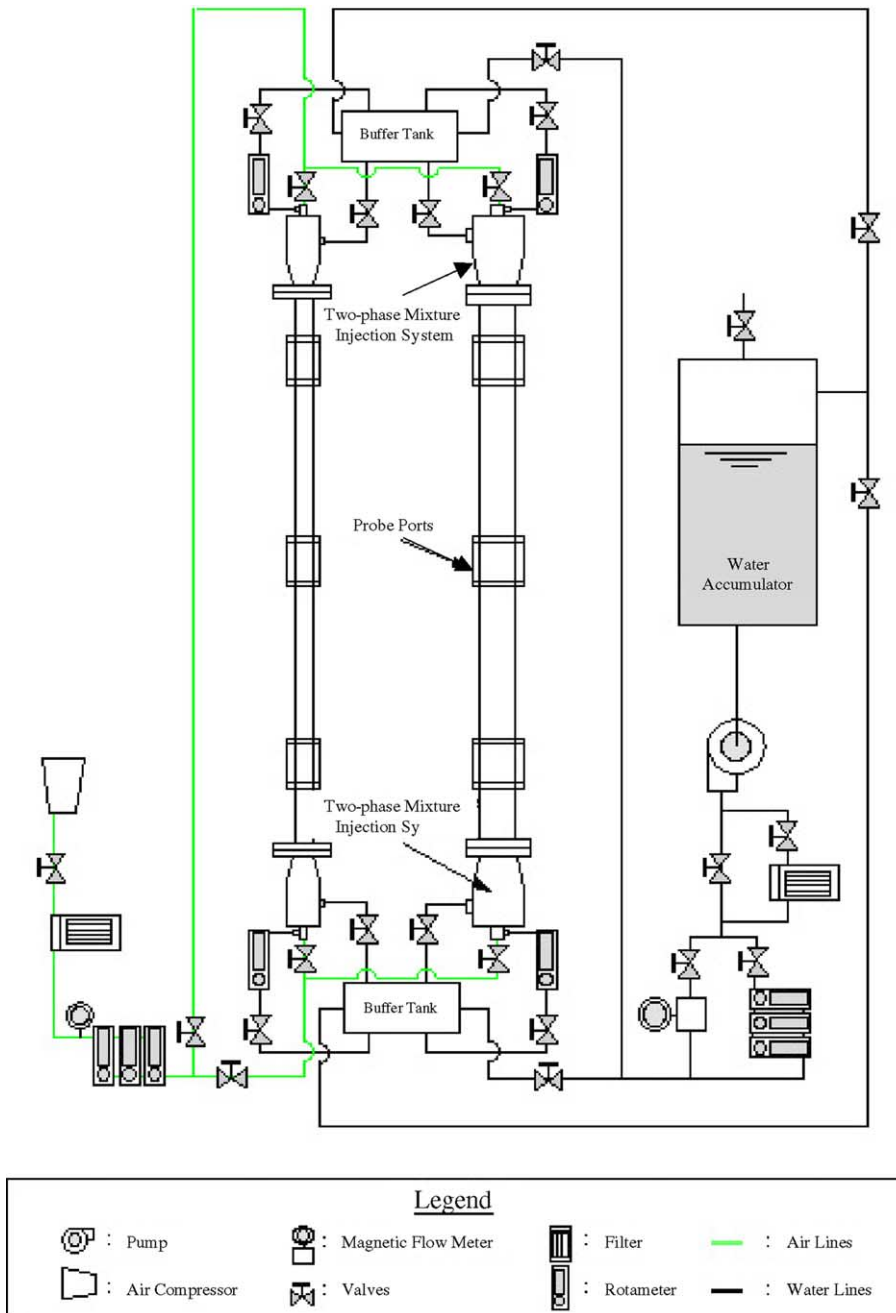 Buffer Tank
Two-phase Mixture
Injection System
Probe Ports
Water
Accumulator
Two-phase Mixture
Injection Sy
Buffer Tank
Legend
: Pump
: Magnetic Flow Meter
: Filter
: Air Lines
: Air Compressor
: Valves
: Rotameter
: Water Lines